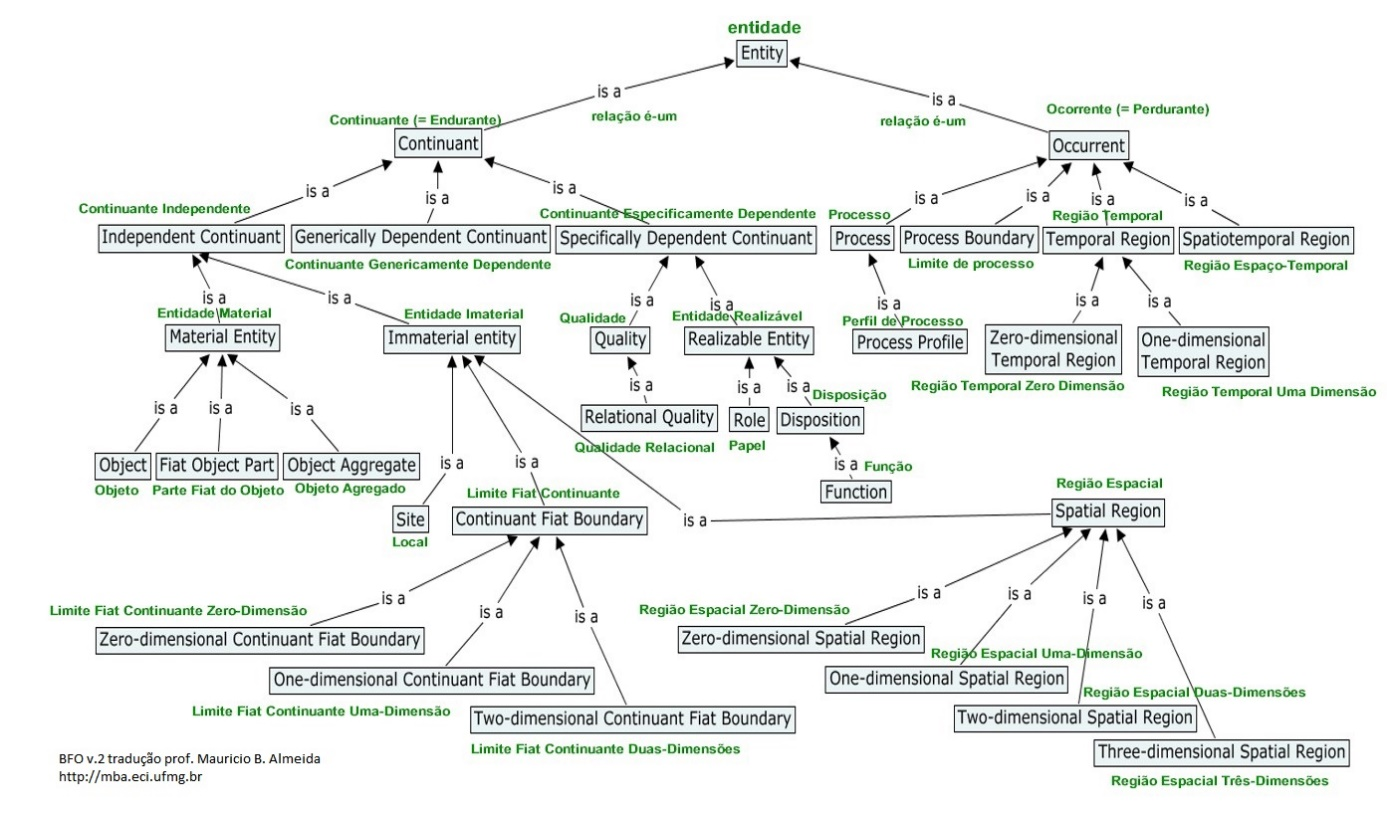 entidade
Entity
is a
relação é-um
is a
relação é-um
Continuante (= Endurante)
Continuant
Ocorrente (= Perdurante)
Occurrent
is a
is a
is a
is a
is a
is a
is a
Continuante Independente
Independent Continuant
Generically Dependent Continuant
Continuante Genericamente Dependente
Continuante Especificamente Dependente
Specifically Dependent Continuant
Processo
Process
Process Boundary
Limite de processo
Região Temporal
Temporal Region
Spatiotemporal Region
Região Espaço-Temporal
is a
is a
is a
is a
is a
is a
is a
Entidade Material
Material Entity
Entidade Imaterial
Immaterial entity
Qualidade
Quality
Entidade Realizável
Realizable Entity
Perfil de Processo
Process Profile
Zero-dimensional
Temporal Region
Região Temporal Zero Dimensão
One-dimensional
Temporal Region
Região Temporal Uma Dimensão
is a
is a
is a
is a
is a
is a
Relational Quality
Qualidade Relacional
Role
Papel
Disposição
Disposition
Object
Objeto
Fiat Object Part
Parte Fiat do Objeto
Object Aggregate
Objeto Agregado
is a
is a
is a
Função
Function
Site
Local
Limite Fiat Continuante
Continuant Fiat Boundary
is a
Região Espacial
Spatial Region
is a
is a
is a
is a
is a
is a
is a
Limite Fiat Continuante Zero-Dimensão
Zero-dimensional Continuant Fiat Boundary
One-dimensional Continuant Fiat Boundary
Limite Fiat Continuante Uma-Dimensão
Two-dimensional Continuant Fiat Boundary
Limite Fiat Continuante Duas-Dimensões
Região Espacial Zero-Dimensão
Zero-dimensional Spatial Region
Região Espacial Uma-Dimensão
One-dimensional Spatial Region
Região Espacial Duas-Dimensões
Two-dimensional Spatial Region
Three-dimensional Spatial Region
Região Espacial Três-Dimensões
BFO v.2 tradução prof. Mauricio B. Almeida
http://mba.eci.ufmg.br